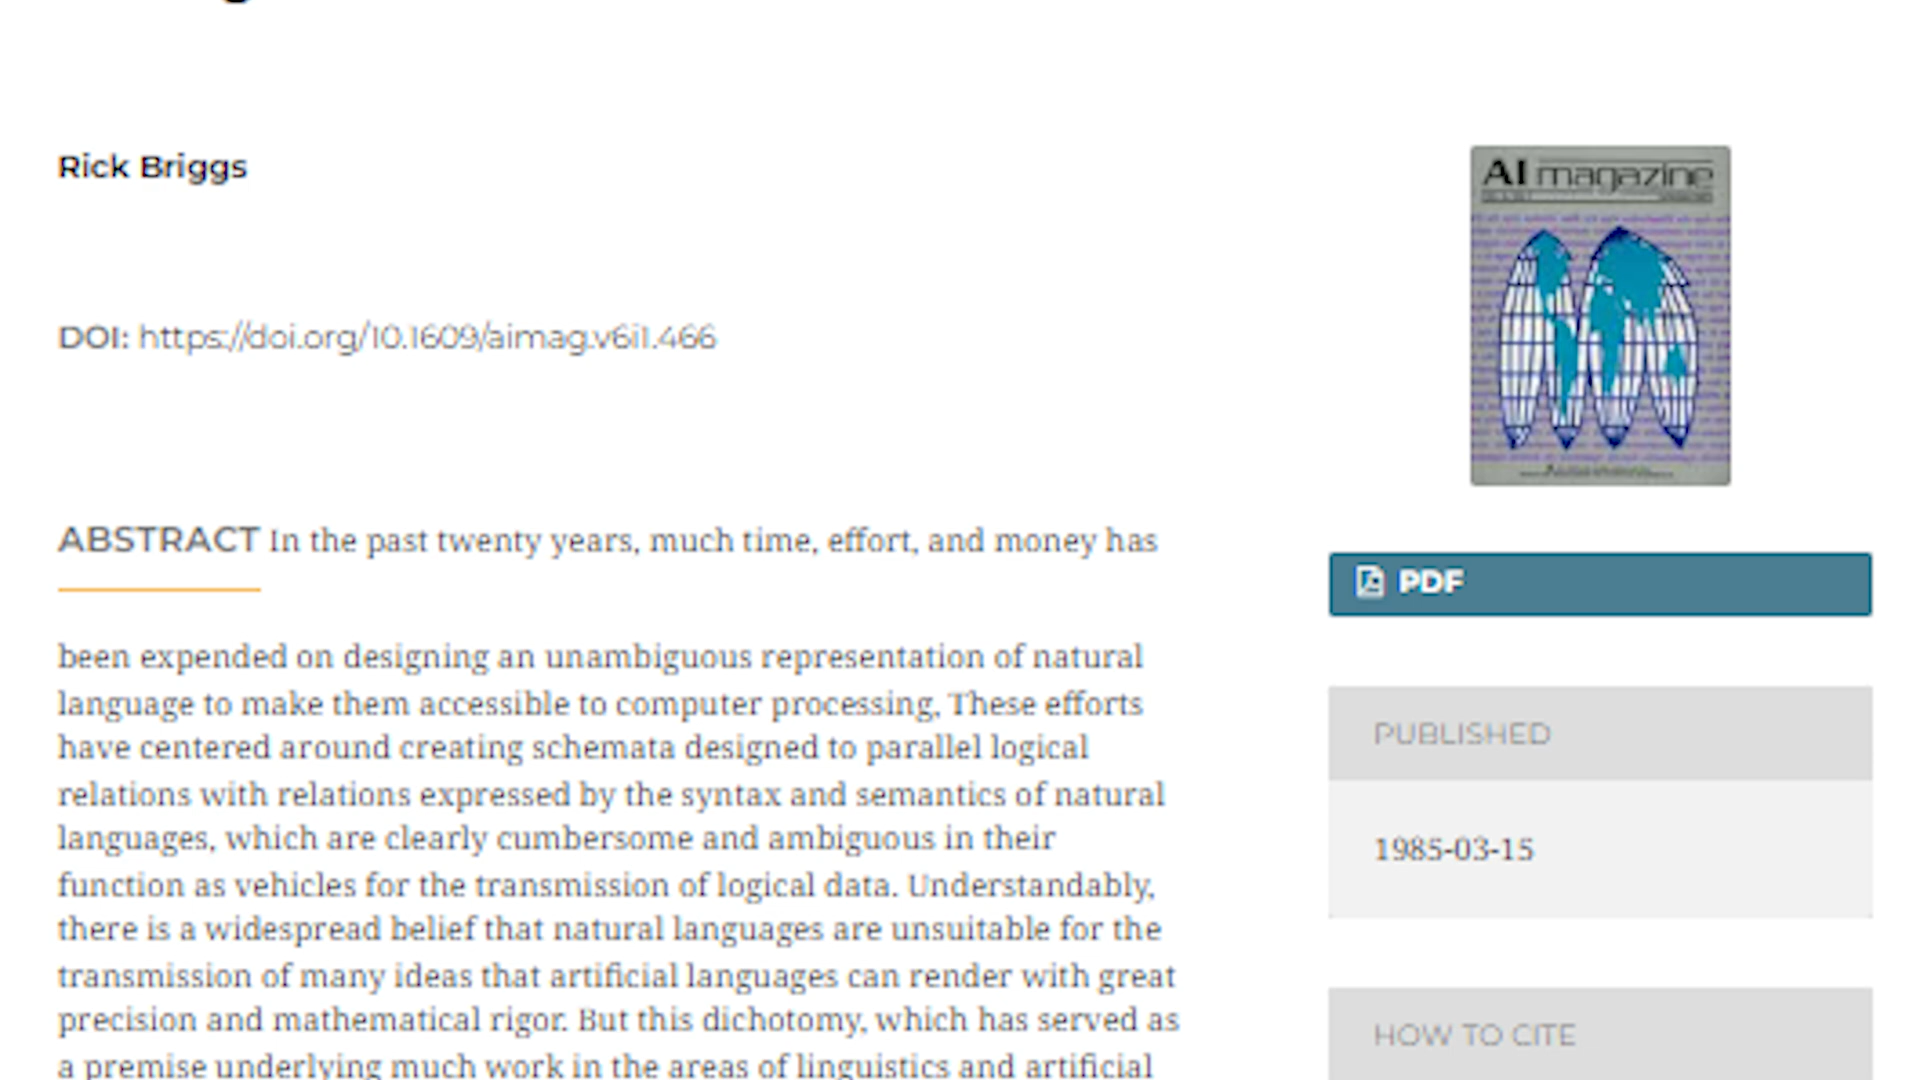 Rick Briggs
AI magazine
DOI: https://doi.org/10.1609/aimag.v6i1.466
ABSTRACT In the past twenty years, much time, effort, and money has
been expended on designing an unambiguous representation of natural
language to make them accessible to computer processing, These efforts
have centered around creating schemata designed to parallel logical
relations with relations expressed by the syntax and semantics of natural
languages, which are clearly cumbersome and ambiguous in their
function as vehicles for the transmission of logical data. Understandably,
there is a widespread belief that natural languages are unsuitable for the
transmission of many ideas that artificial languages can render with great
precision and mathematical rigor. But this dichotomy, which has served as
a premise underlying much work in the areas of linguistics and artificial
PDF
PUBLISHED
1985-03-15
HOW TO CITE